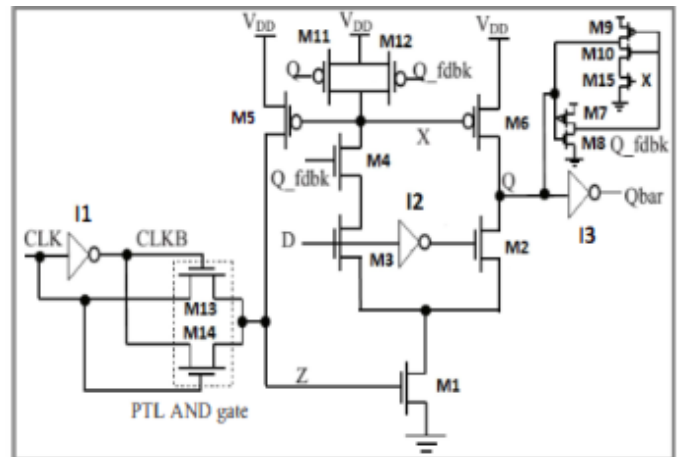 VDD
VDD
VDD
M11
M12
Q
Q_fdbk
M9
M10
M15
X
M5
M6
M7
M8
Q_fdbk
X
M4
Q_fdbk
Q
Qbar
I1
I2
I3
CLK
CLKB
D
M3
M2
M13
M14
Z
M1
PTL AND gate